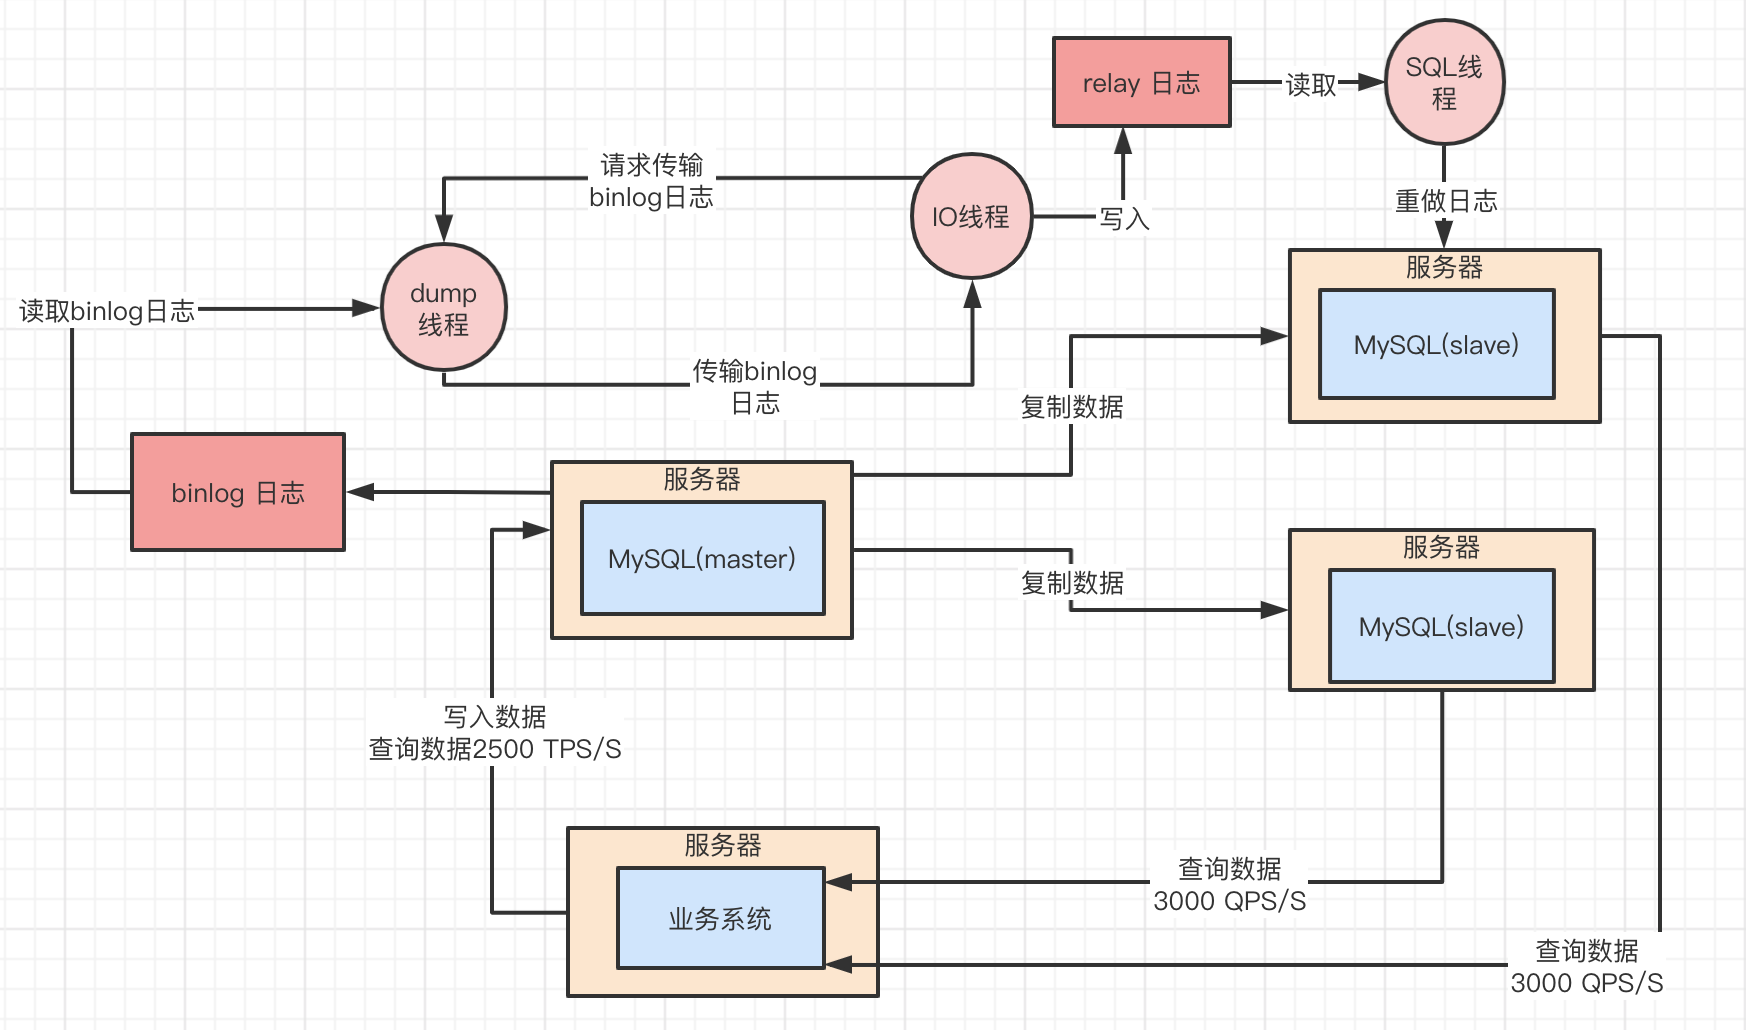 relay 日志
读取
SQL线
程
请求传输
binlog日志
IO线程
写入
重做日志
服务器
MySQL(slave)
dump
线程
读取binlog日志
传输binlog
日志
复制数据
binlog 日志
服务器
MySQL(master)
复制数据
服务器
MySQL(slave)
写入数据
查询数据2500 TPS/S
服务器
业务系统
查询数据
3000 QPS/S
查询数据
3000 QPS/S